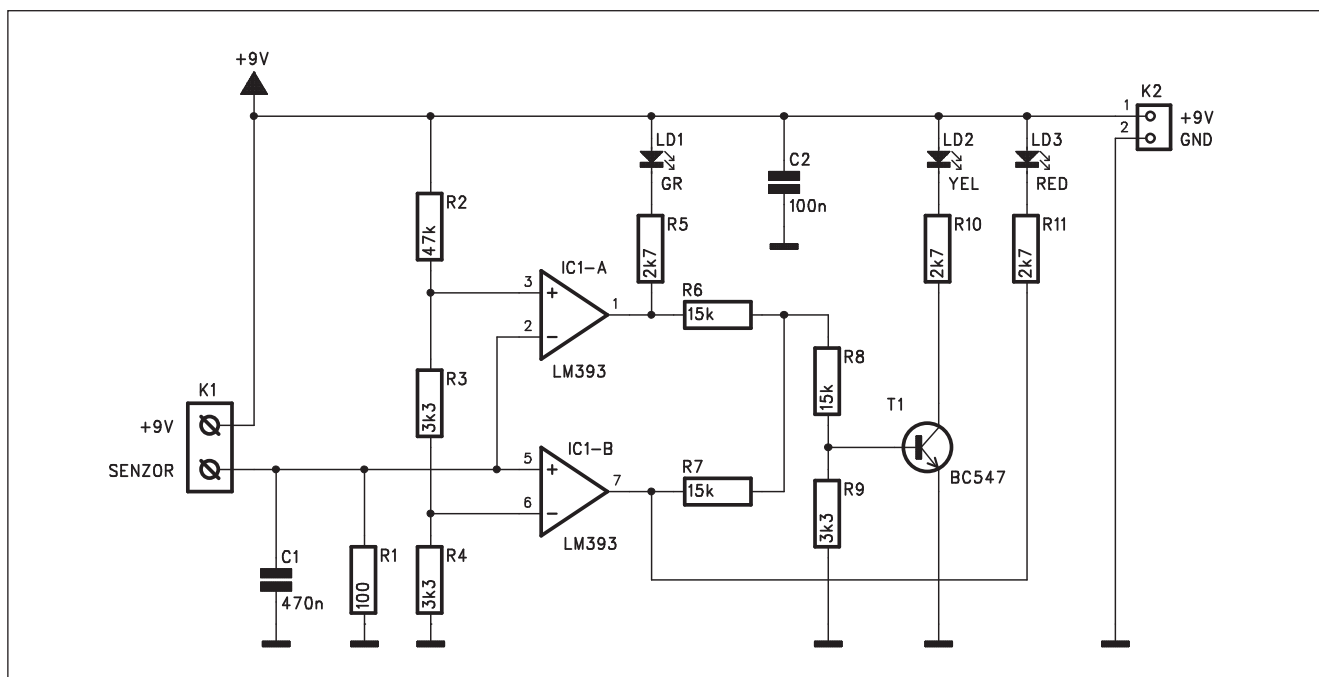 +9V
K2
1
+9V
2
GND
LD1
GR
C2
100n
LD2
YEL
LD3
RED
R2
47k
R5
2k7
R10
2k7
R11
2k7
IC1-A
3
+
1
2
−
LM393
R6
15k
R8
15k
R3
3k3
K1
+9V
SENZOR
T1
BC547
IC1-B
5
+
7
6
−
LM393
R7
15k
R9
3k3
C1
470n
R1
100
R4
3k3